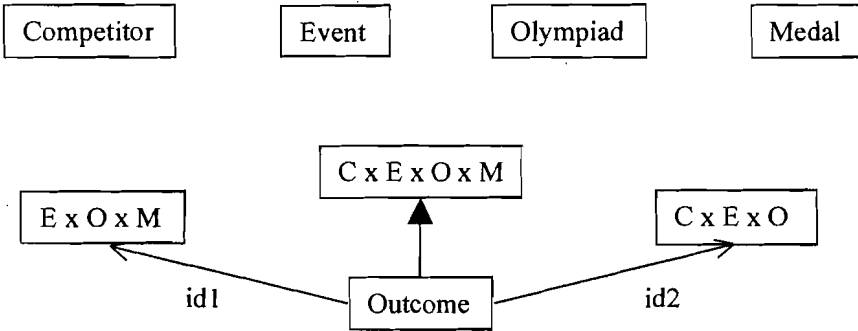 Competitor
Event
Olympiad
Medal
C x E x O x M
E x O x M
C x E x O
id1
Outcome
id2